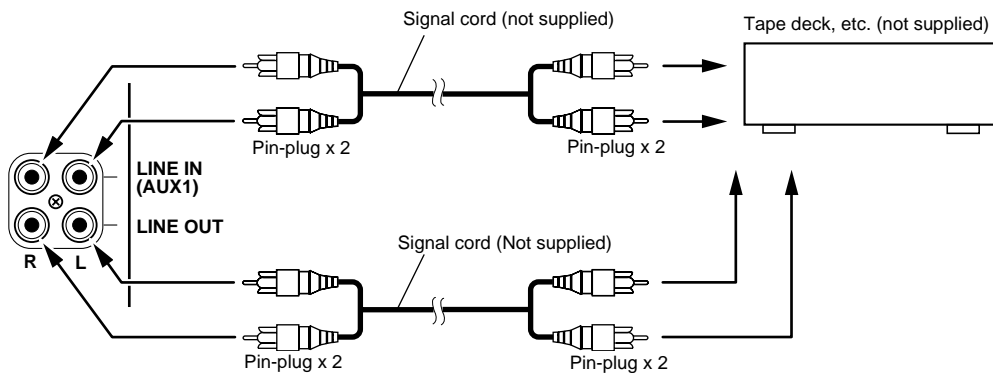 Signal cord (not supplied)
Tape deck, etc. (not supplied)
Pin-plug x 2
Pin-plug x 2
LINE IN
(AUX1)
LINE OUT
R
L
Signal cord (Not supplied)
Pin-plug x 2
Pin-plug x 2